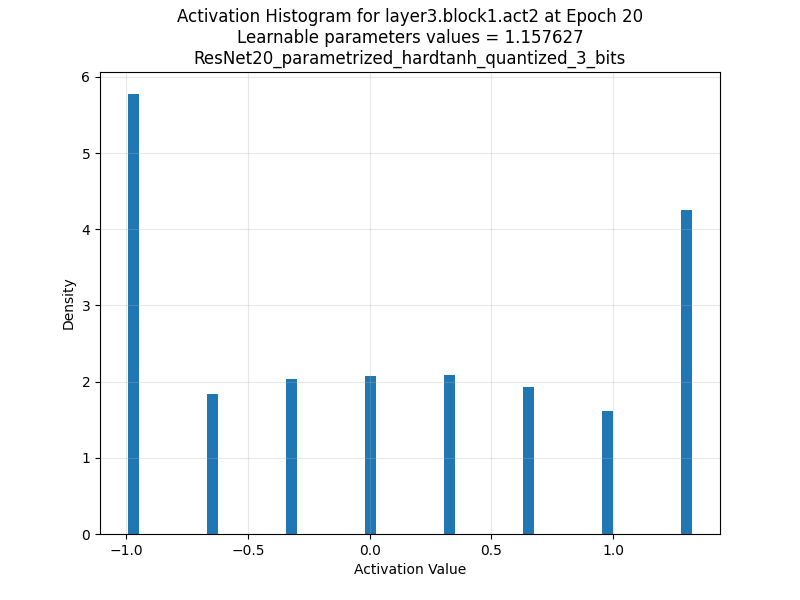 Activation Histogram for layer3.block1.act2 at Epoch 20
Learnable parameters values = 1.157627
ResNet20_parametrized_hardtanh_quantized_3_bits
6
5
4
3
2
1
0
Density
−1.0
−0.5
0.0
0.5
1.0
Activation Value